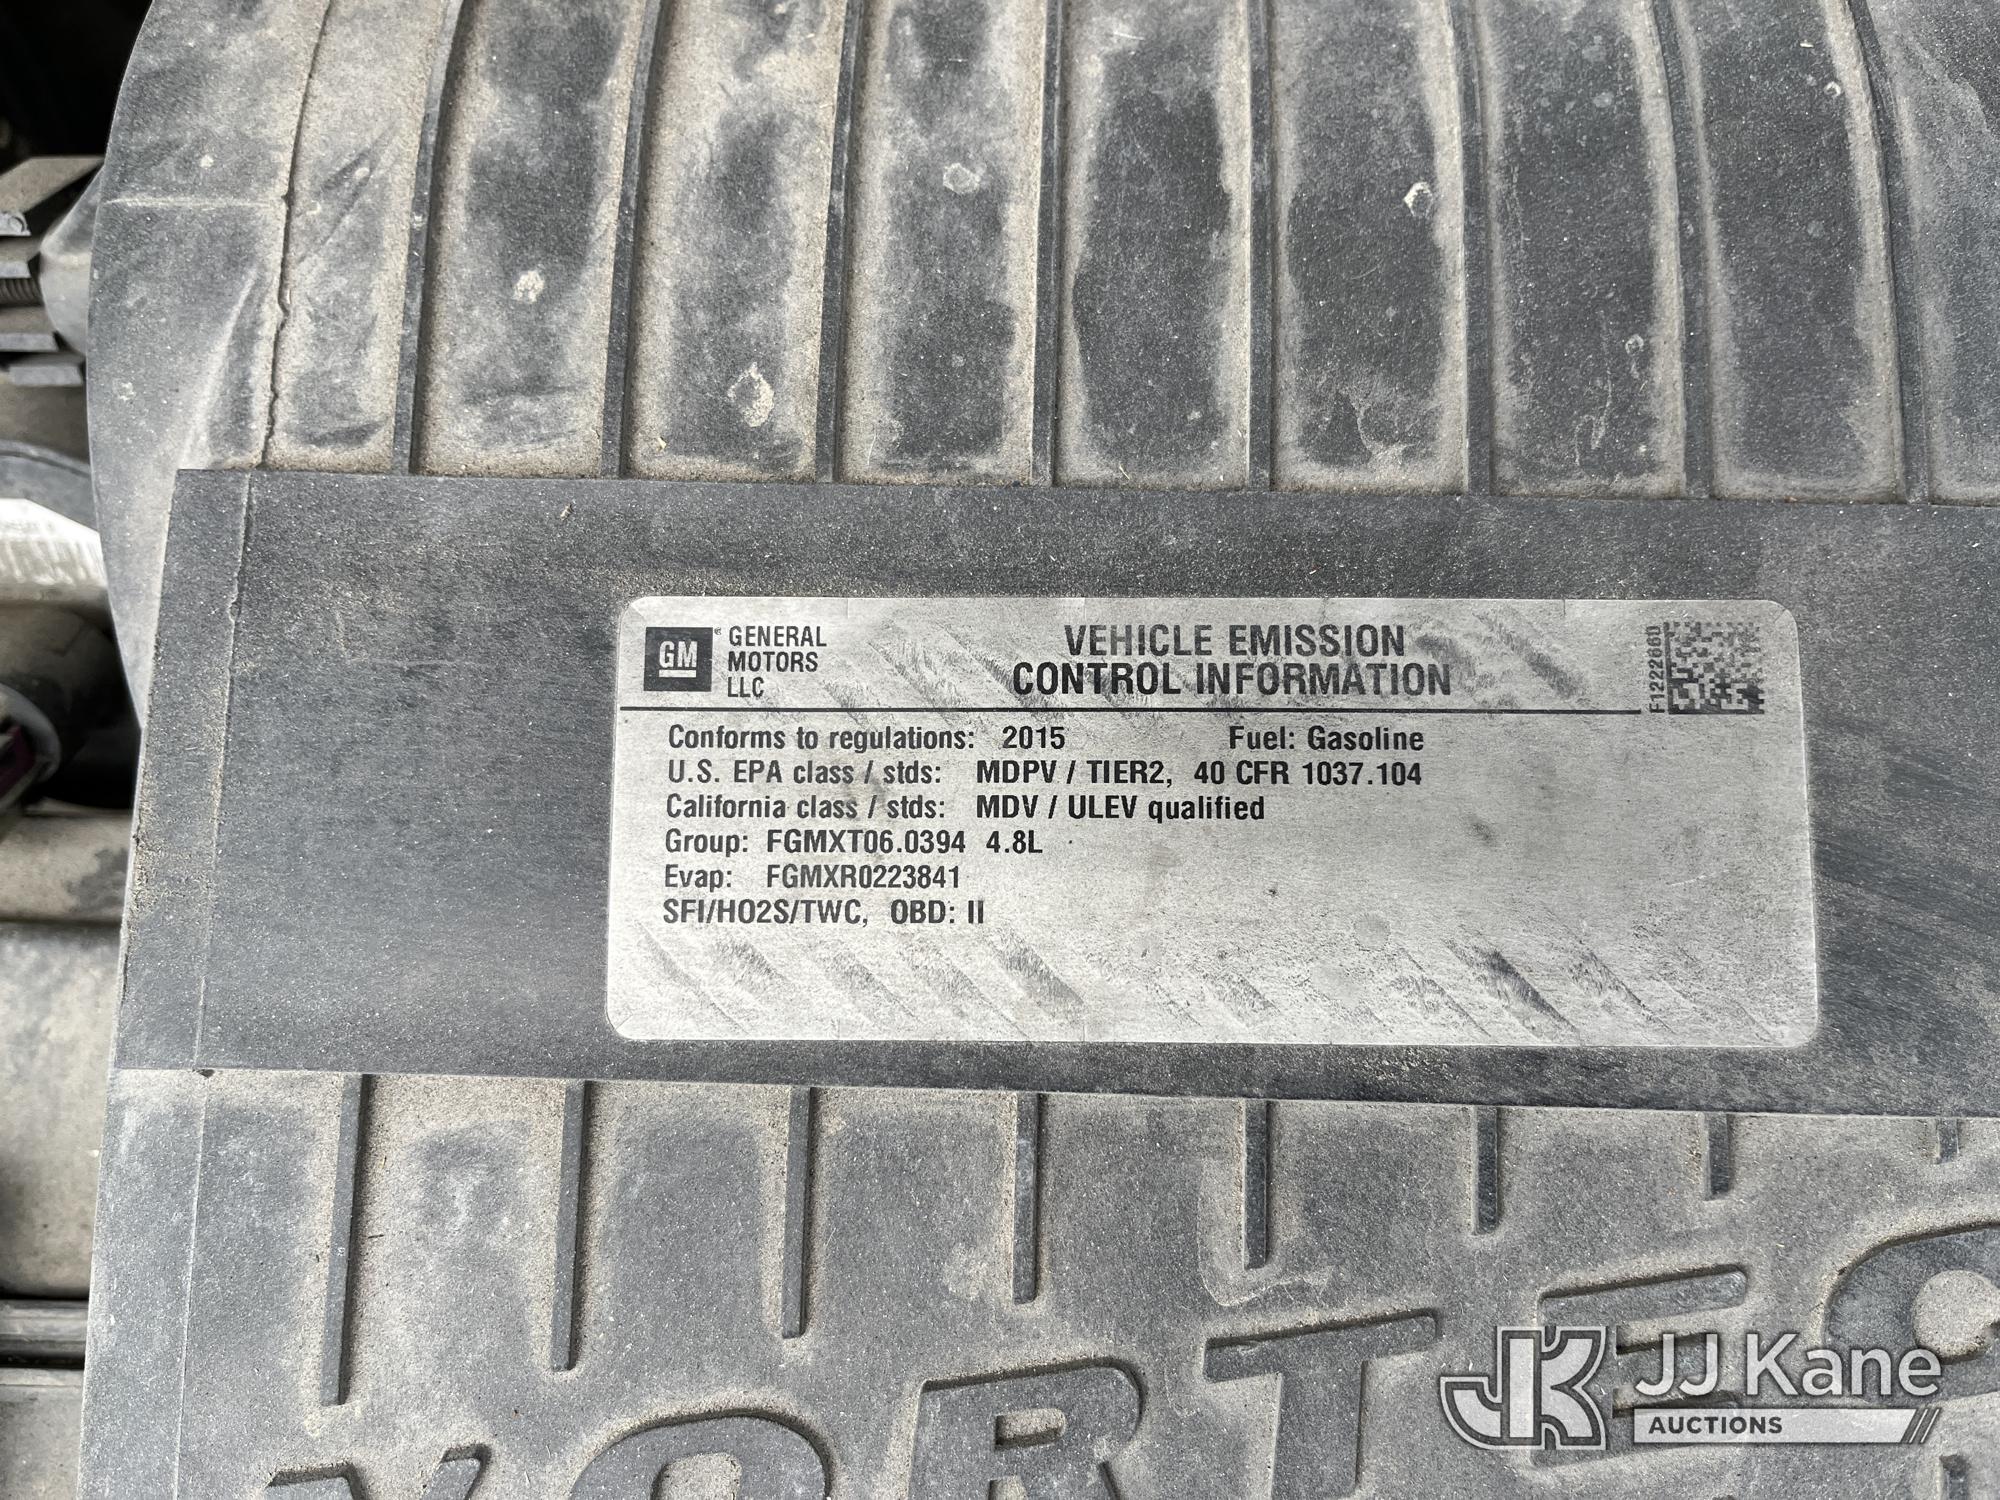 GM
GENERAL
MOTORS
LLC
VEHICLE EMISSION
CONTROL INFORMATION
F1222660
Conforms to regulations: 2015 Fuel: Gasoline
U.S. EPA class / stds: MDPV / TIER2, 40 CFR 1037.104
California class / stds: MDV / ULEV qualified
Group: FGMXT06.0394 4.8L
Evap: FGMXR0223841
SFI/HO2S/TWC, OBD: II
VORTEC
JK JJ Kane
AUCTIONS